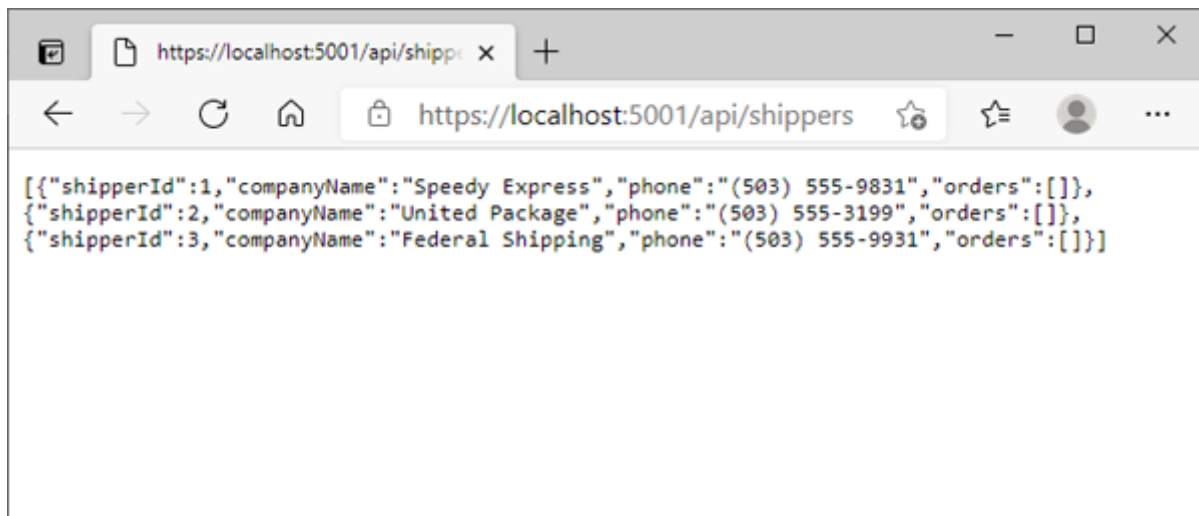 https://localhost:5001/api/shippe
https://localhost:5001/api/shippers
[{"shipperId":1,"companyName":"Speedy Express","phone":"(503) 555-9831","orders":[]},
{"shipperId":2,"companyName":"United Package","phone":"(503) 555-3199","orders":[]},
{"shipperId":3,"companyName":"Federal Shipping","phone":"(503) 555-9931","orders":[]}]